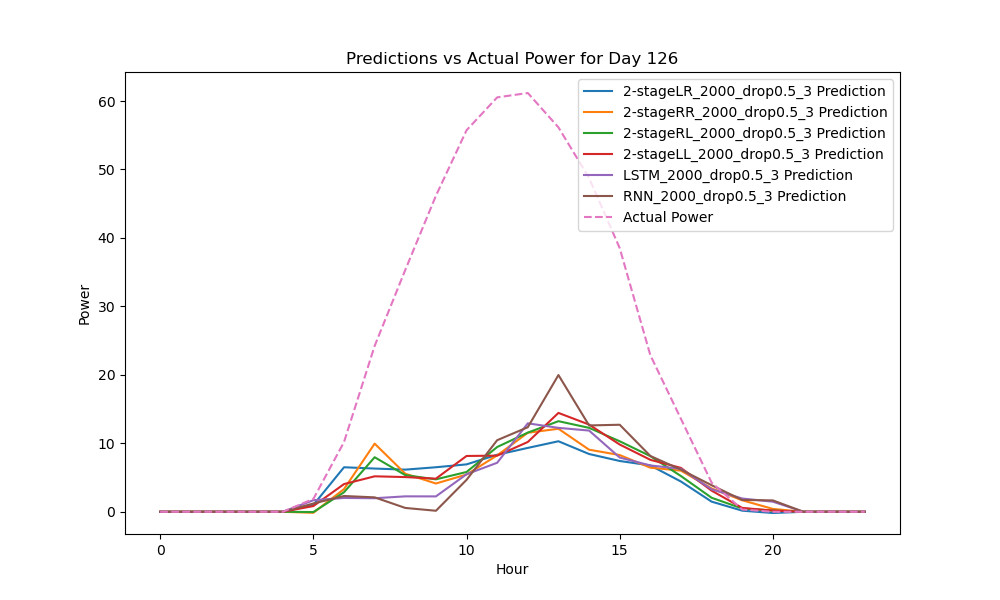 Predictions vs Actual Power for Day 126
2-stageLR_2000_drop0.5_3 Prediction
2-stageRR_2000_drop0.5_3 Prediction
2-stageRL_2000_drop0.5_3 Prediction
2-stageLL_2000_drop0.5_3 Prediction
LSTM_2000_drop0.5_3 Prediction
RNN_2000_drop0.5_3 Prediction
Actual Power
Power
60
50
40
30
20
10
0
0 5 10 15 20
Hour